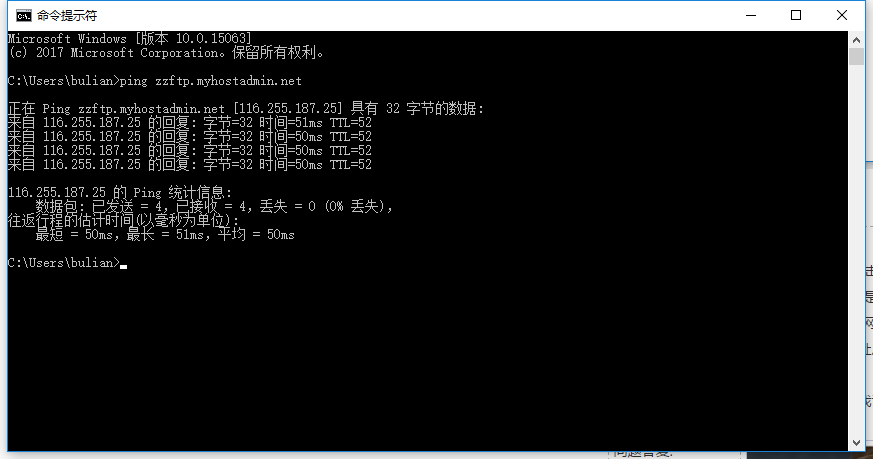 命令提示符
Microsoft Windows [版本 10.0.15063]
(c) 2017 Microsoft Corporation。保留所有权利。
C:\Users\bulian>ping zzftp.myhostadmin.net
正在 Ping zzftp.myhostadmin.net [116.255.187.25] 具有 32 字节的数据:
来自 116.255.187.25 的回复: 字节=32 时间=51ms TTL=52
来自 116.255.187.25 的回复: 字节=32 时间=50ms TTL=52
来自 116.255.187.25 的回复: 字节=32 时间=50ms TTL=52
来自 116.255.187.25 的回复: 字节=32 时间=50ms TTL=52
116.255.187.25 的 Ping 统计信息:
数据包: 已发送 = 4，已接收 = 4，丢失 = 0 (0% 丢失)，
往返行程的估计时间(以毫秒为单位):
最短 = 50ms，最长 = 51ms，平均 = 50ms
C:\Users\bulian>